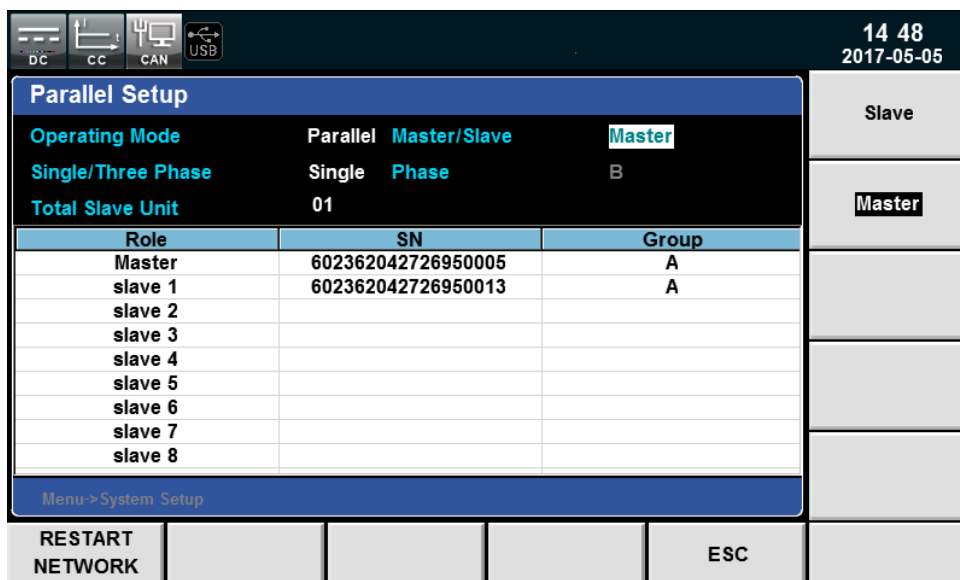 DC CC I t CAN USB 14 48
2017-05-05
Parallel Setup
Slave
Operating Mode Parallel Master/Slave Master
Single/Three Phase Single Phase B
Master
Total Slave Unit 01
Role SN Group
Master 602362042726950005 A
slave 1 602362042726950013 A
slave 2
slave 3
slave 4
slave 5
slave 6
slave 7
slave 8
Menu->System Setup
RESTART
NETWORK
ESC